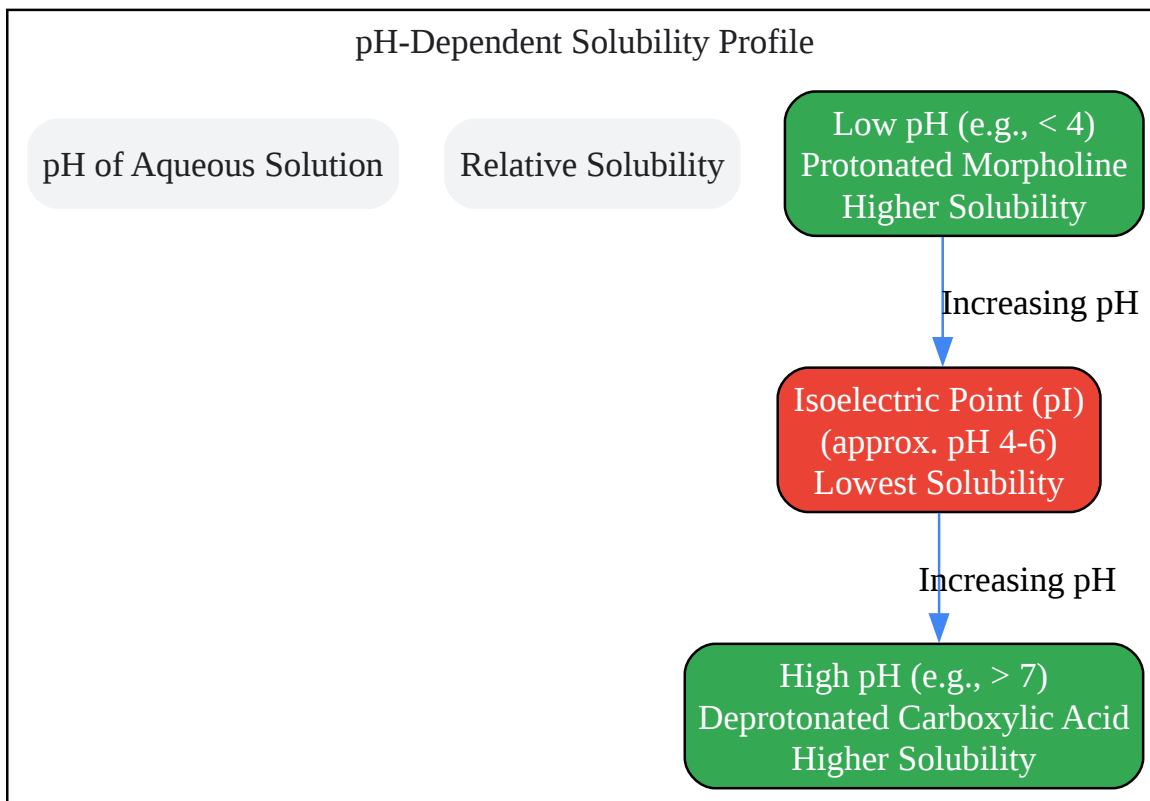 pH-Dependent Solubility Profile
pH of Aqueous Solution
Relative Solubility
Low pH (e.g., < 4)
Protonated Morpholine
Higher Solubility
Increasing pH
Isoelectric Point (pI)
(approx. pH 4-6)
Lowest Solubility
Increasing pH
High pH (e.g., > 7)
Deprotonated Carboxylic Acid
Higher Solubility